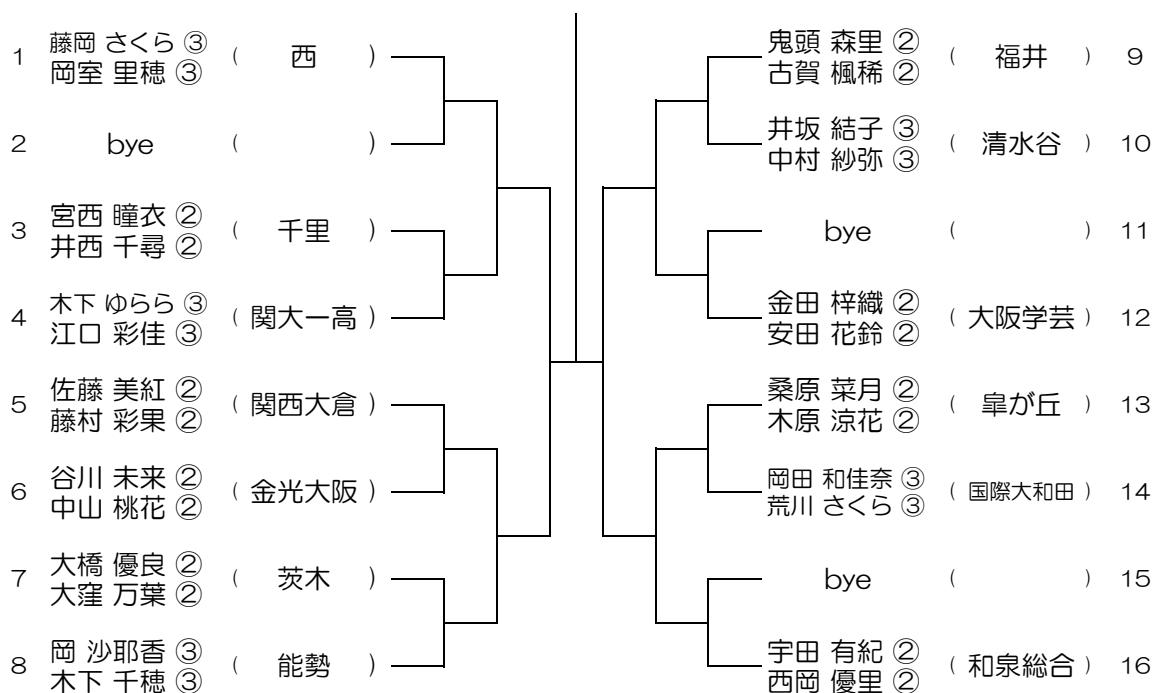 1 藤岡 さくら ③ ( 西 )
岡室 里穂 ③
2 bye ( )
3 宮西 瞳衣 ② ( 千里 )
井西 千尋 ②
4 木下 ゆらら ③ ( 関大一高 )
江口 彩佳 ③
5 佐藤 美紅 ② ( 関西大倉 )
藤村 彩果 ②
6 谷川 未来 ② ( 金光大阪 )
中山 桃花 ②
7 大橋 優良 ② ( 茨木 )
大窪 万葉 ②
8 岡 沙耶香 ③ ( 能勢 )
木下 千穂 ③
鬼頭 森里 ② ( 福井 ) 9
古賀 楓稀 ②
井坂 結子 ③ ( 清水谷 ) 10
中村 紗弥 ③
bye ( ) 11
金田 梓織 ② ( 大阪学芸 ) 12
安田 花鈴 ②
桑原 菜月 ② ( 皐が丘 ) 13
木原 涼花 ②
岡田 和佳奈 ③ ( 国際大和田 ) 14
荒川 さくら ③
bye ( ) 15
宇田 有紀 ② ( 和泉総合 ) 16
西岡 優里 ②